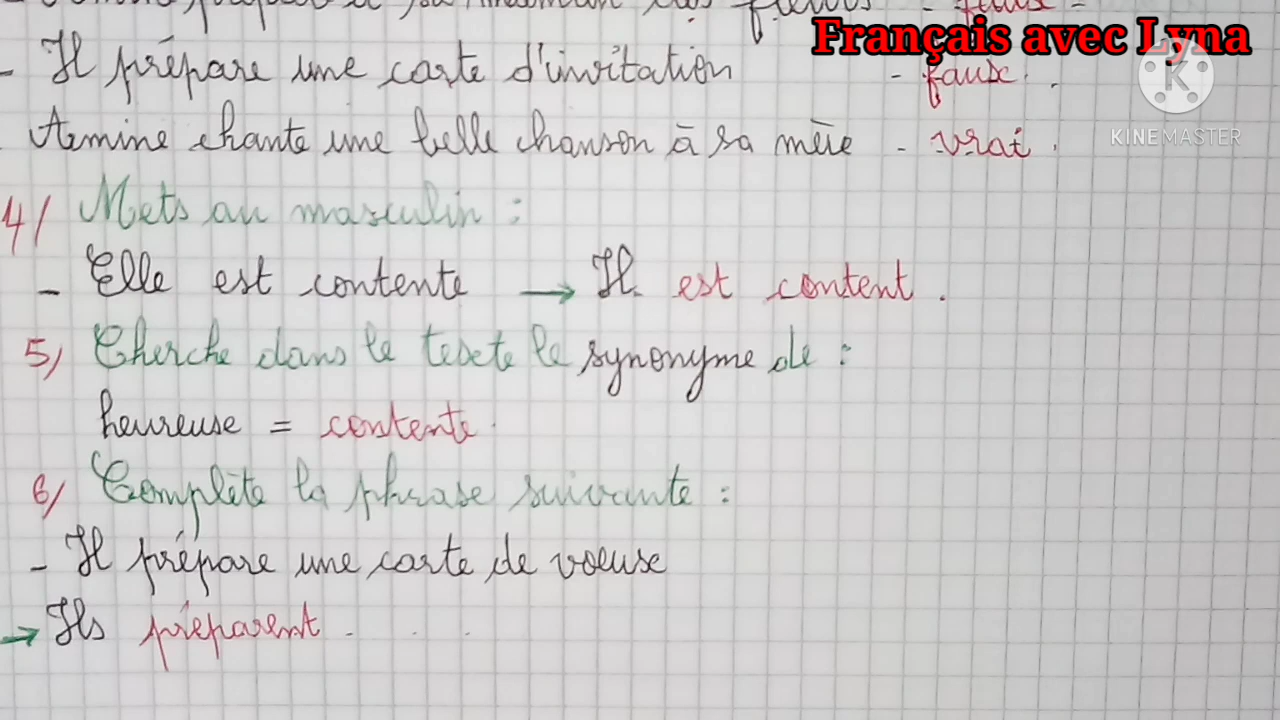 Français avec Lyna
- Il prépare une carte d'invitation - fause.
KINEMASTER
- Amine chante une belle chanson à sa mère - vrai.
4/ Mets au masculin :
- Elle est contente → Il est content.
5/ Cherche dans le texte le synonyme de :
heureuse = contente.
6/ Complète la phrase suivante :
- Il prépare une carte de voeuse
→ Ils préparent . . .